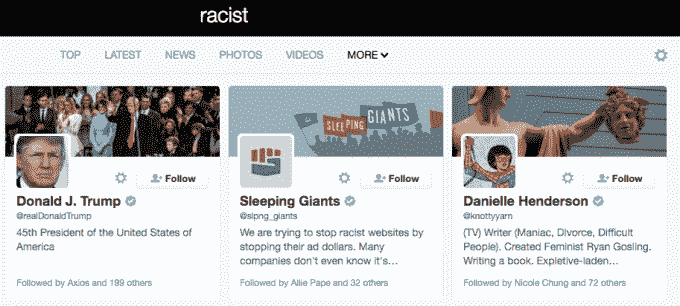 racist
TOP LATEST NEWS PHOTOS VIDEOS MORE
SLEEPING GIANTS
Follow
Donald J. Trump
@realDonaldTrump
45th President of the United States of
America
Followed by Axios and 199 others
Follow
Sleeping Giants
@slpng_giants
We are trying to stop racist websites by
stopping their ad dollars. Many
companies don't even know it's...
Followed by Allie Pape and 32 others
Follow
Danielle Henderson
@knottyyarn
(TV) Writer (Maniac, Divorce, Difficult
People). Created Feminist Ryan Gosling.
Writing a book. Expletive-laden...
Followed by Nicole Chung and 72 others